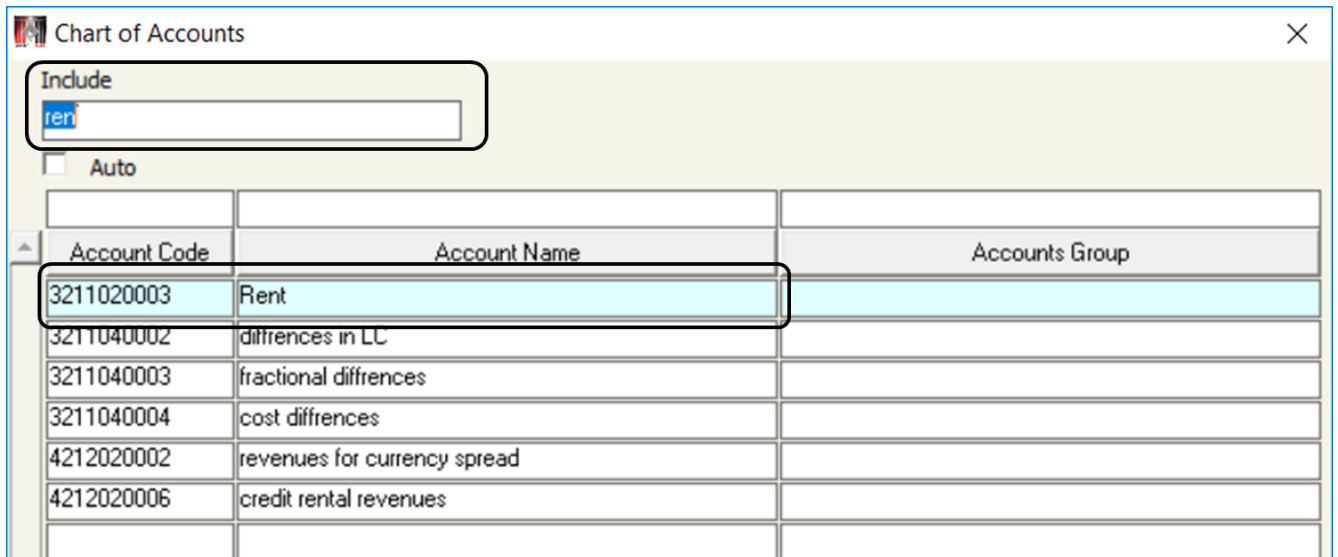 Chart of Accounts
Include
ren
Auto
Account Code Account Name Accounts Group
3211020003 Rent
3211040002 diffrences in LC
3211040003 fractional diffrences
3211040004 cost diffrences
4212020002 revenues for currency spread
4212020006 credit rental revenues